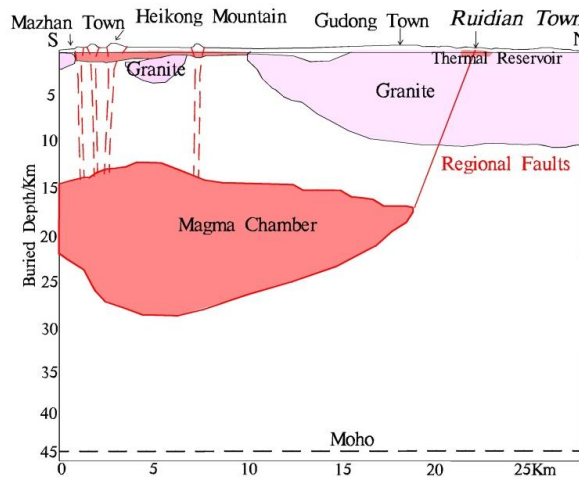 Mazhan Town Heikong Mountain Gudong Town Ruidian Town
S N
Thermal Reservoir
Granite
Granite
5
10
Regional Faults
15
Magma Chamber
20
25
30
35
40
Moho
45
Buried Depth/Km
0 5 10 15 20 25Km